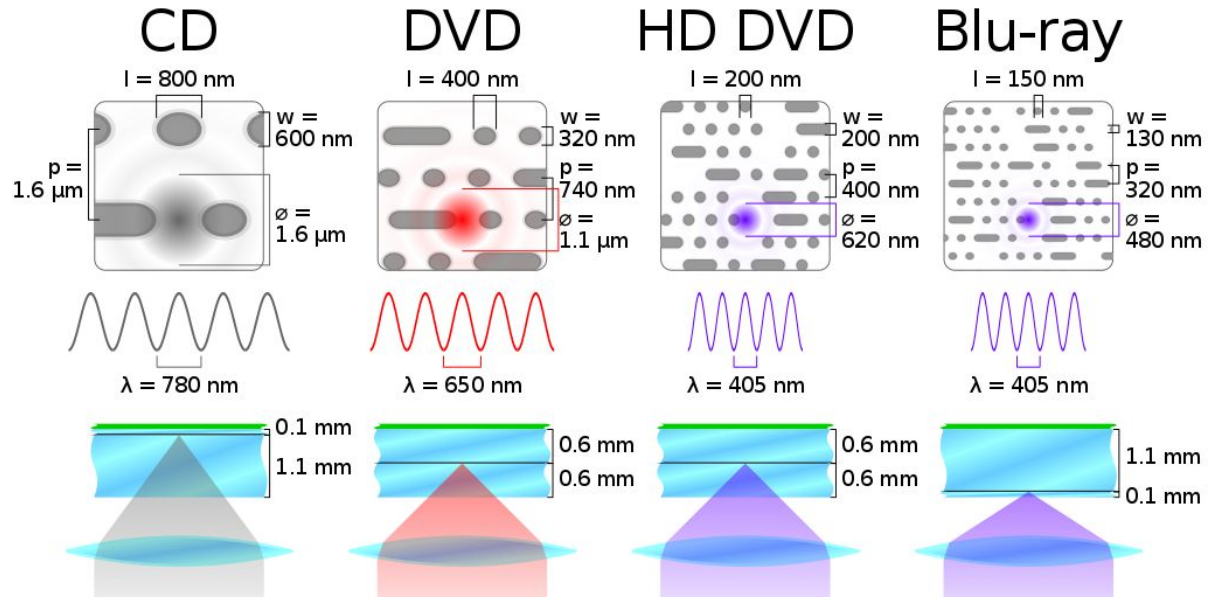 CD
l = 800 nm
w =
600 nm
p =
1.6 µm
⌀ =
1.6 µm
λ = 780 nm
0.1 mm
1.1 mm
DVD
l = 400 nm
w =
320 nm
p =
740 nm
⌀ =
1.1 µm
λ = 650 nm
0.6 mm
0.6 mm
HD DVD
l = 200 nm
w =
200 nm
p =
400 nm
⌀ =
620 nm
λ = 405 nm
0.6 mm
0.6 mm
Blu-ray
l = 150 nm
w =
130 nm
p =
320 nm
⌀ =
480 nm
λ = 405 nm
1.1 mm
0.1 mm